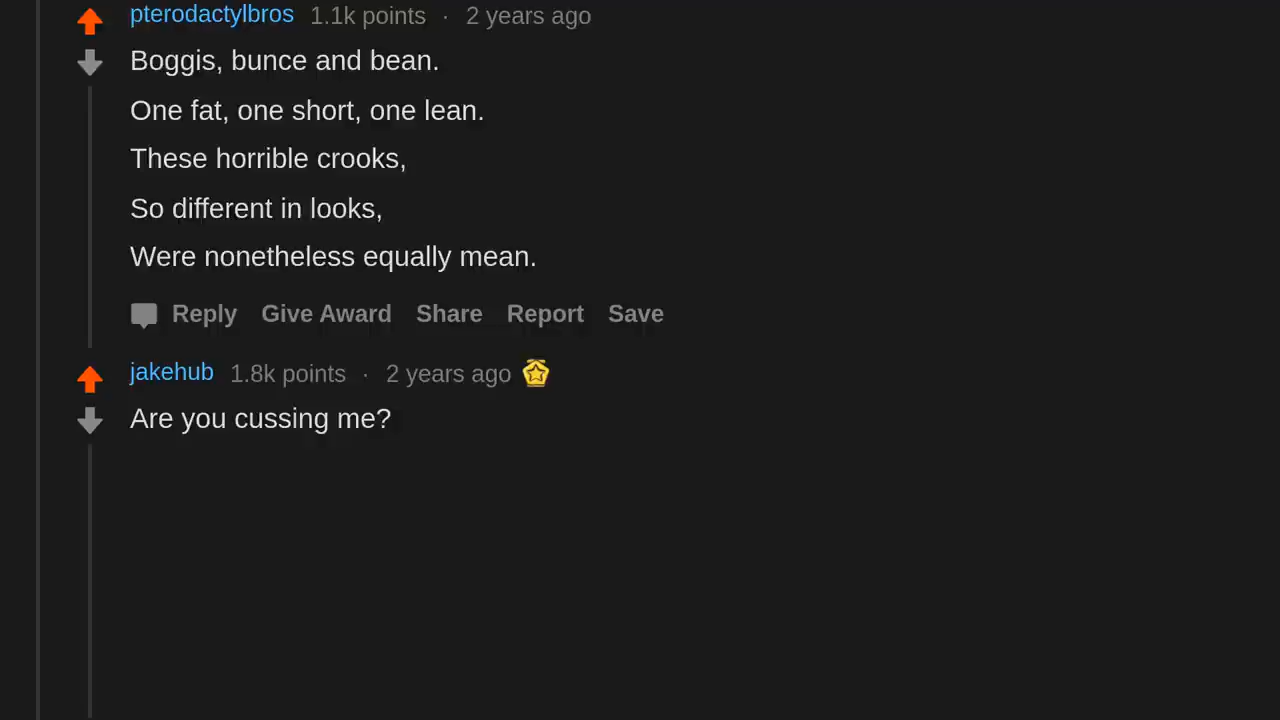 pterodactylbros 1.1k points · 2 years ago
Boggis, bunce and bean.
One fat, one short, one lean.
These horrible crooks,
So different in looks,
Were nonetheless equally mean.
Reply Give Award Share Report Save
jakehub 1.8k points · 2 years ago
Are you cussing me?